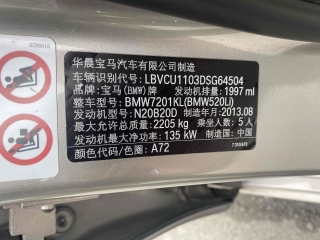 华晨宝马汽车有限公司制造
车辆识别代号: LBVCU1103DSG64504
品牌: 宝马(BMW)牌 发动机排量: 1997 ml
整车型号: BMW7201KL(BMW520Li)
发动机型号: N20B20D 制造年月: 2013.08
最大允许总质量: 2205 kg 乘坐人数: 5 人
发动机最大净功率: 135 kW 制造国: 中国
颜色代码/色圈: A72